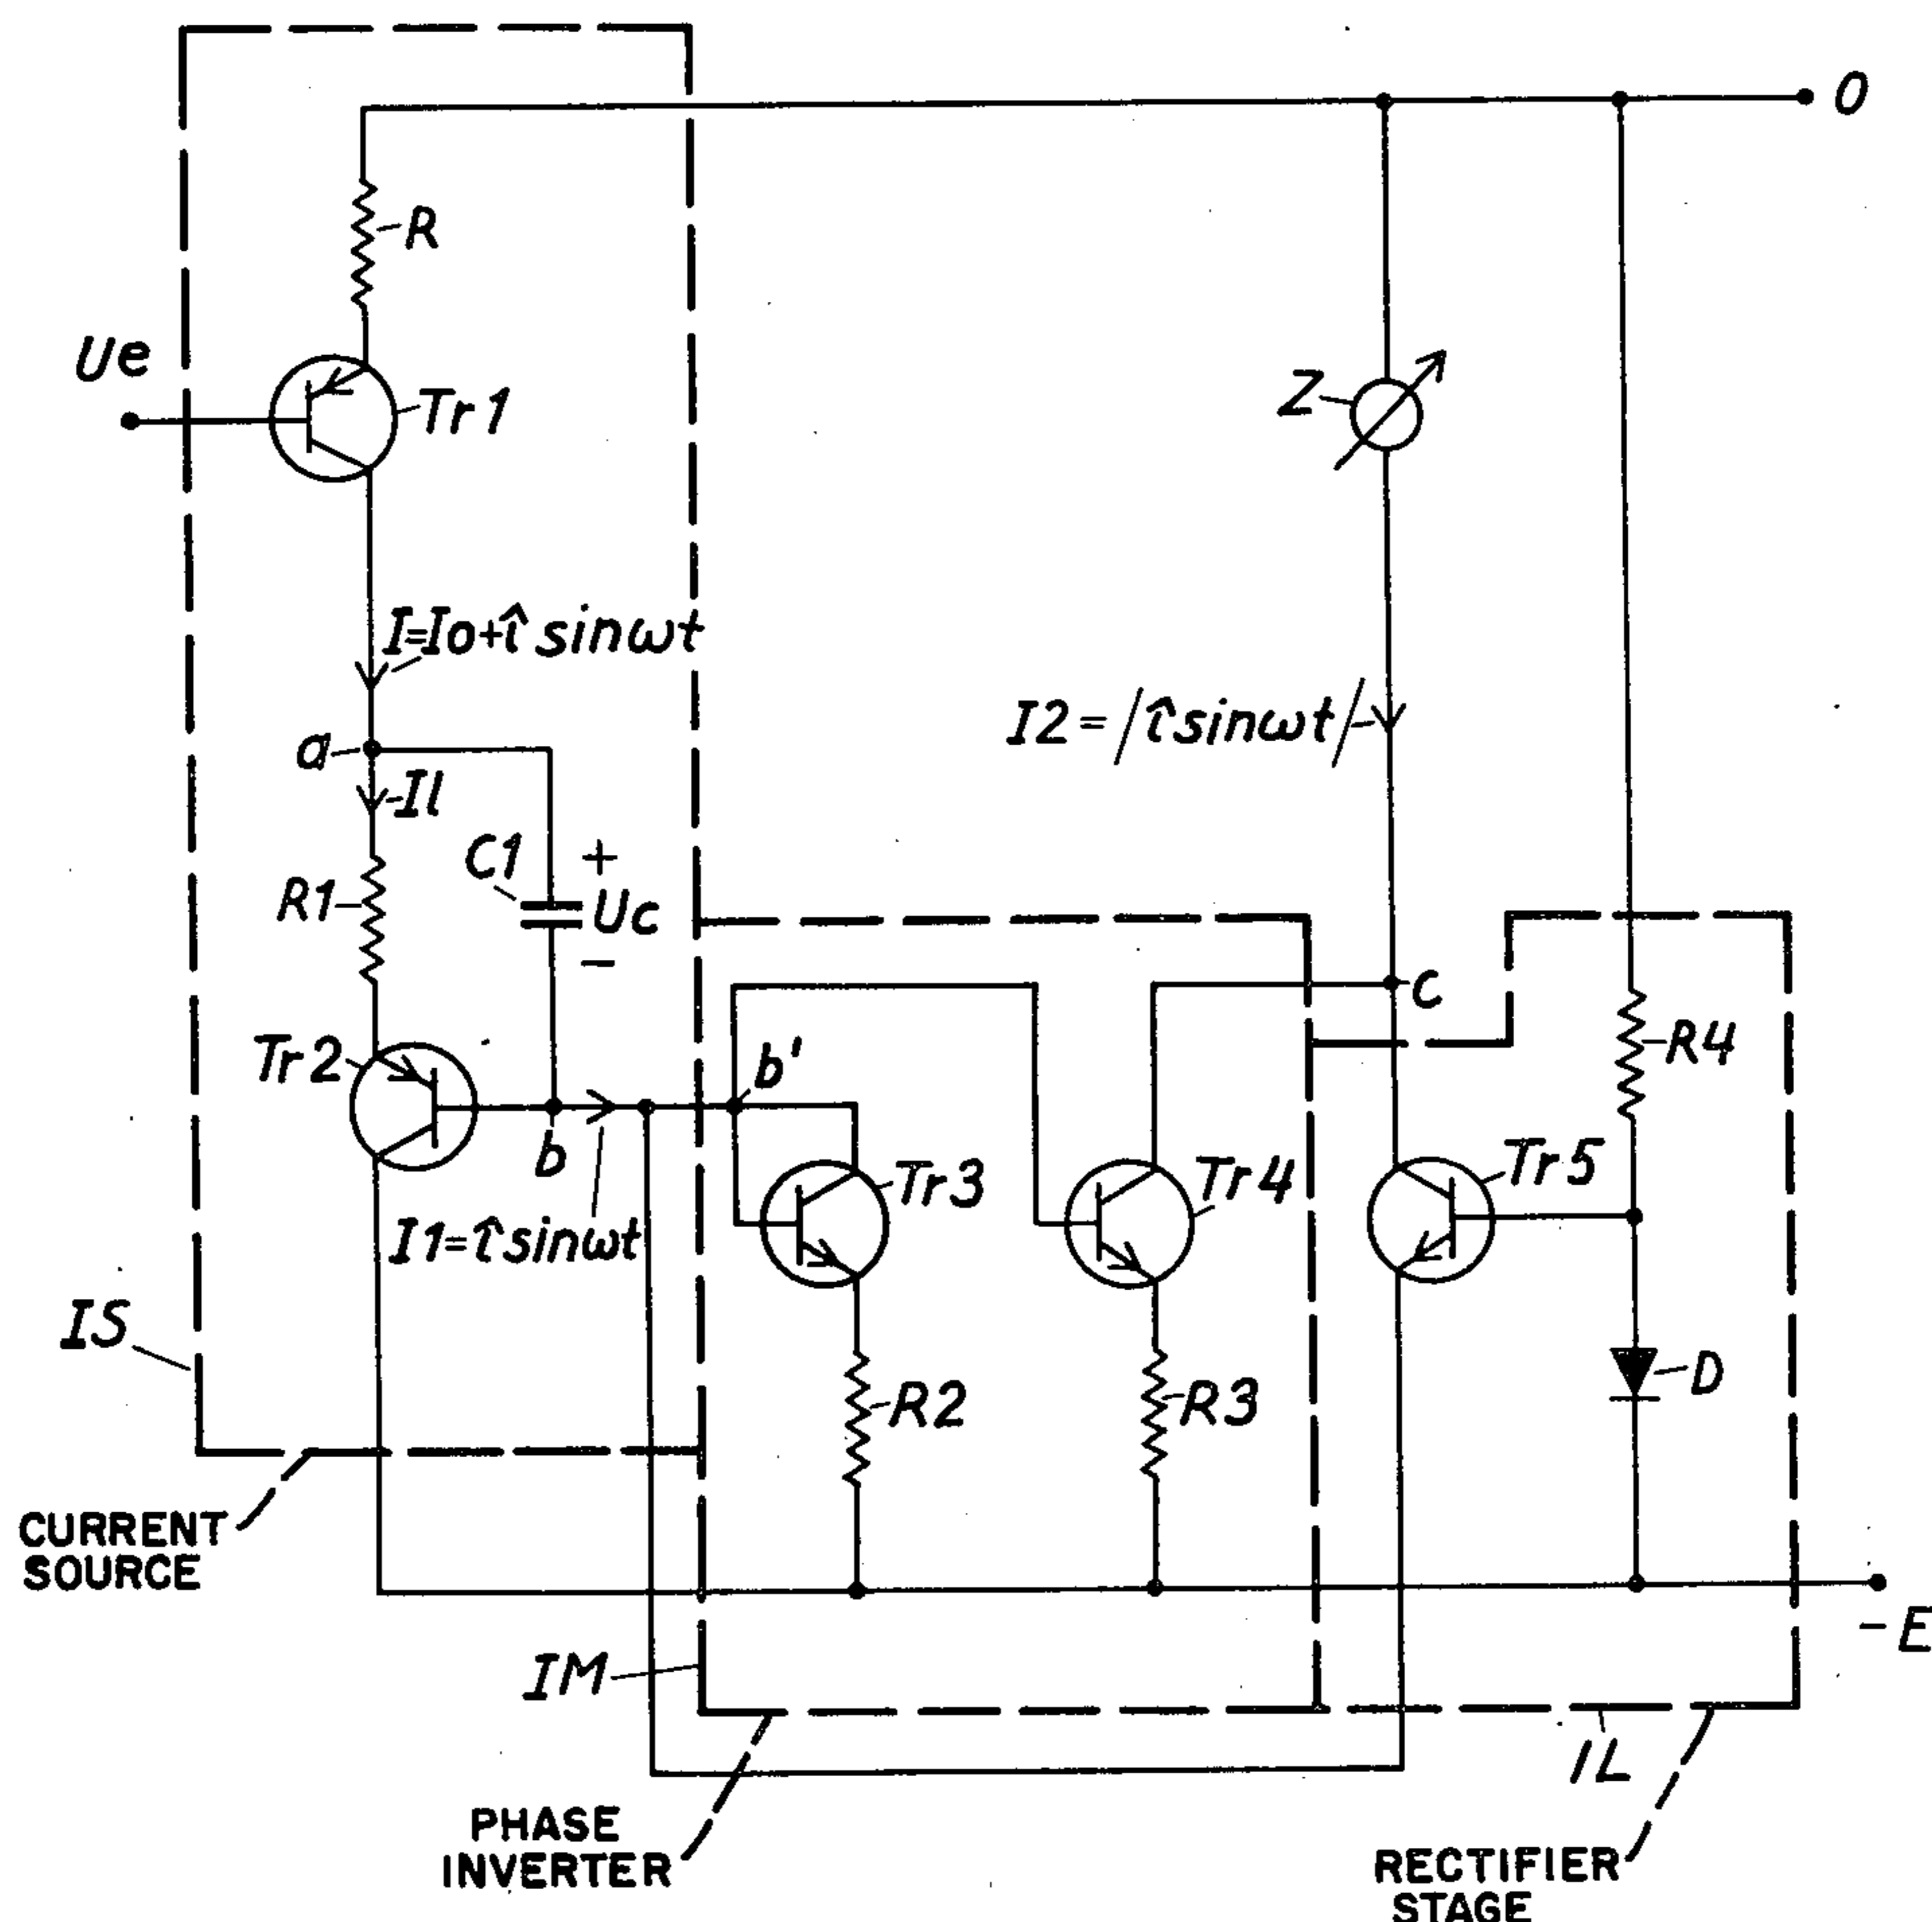 O
R
Ue
Tr1
Z
I=Io+î sinωt
I2=/î sinωt/
a
Il
C1
+
R1
Uc
−
c
R4
Tr2
b'
b
Tr3
Tr4
Tr5
I1=î sinωt
IS
D
R2
R3
CURRENT
SOURCE
−E
IM
IL
PHASE
INVERTER
RECTIFIER
STAGE